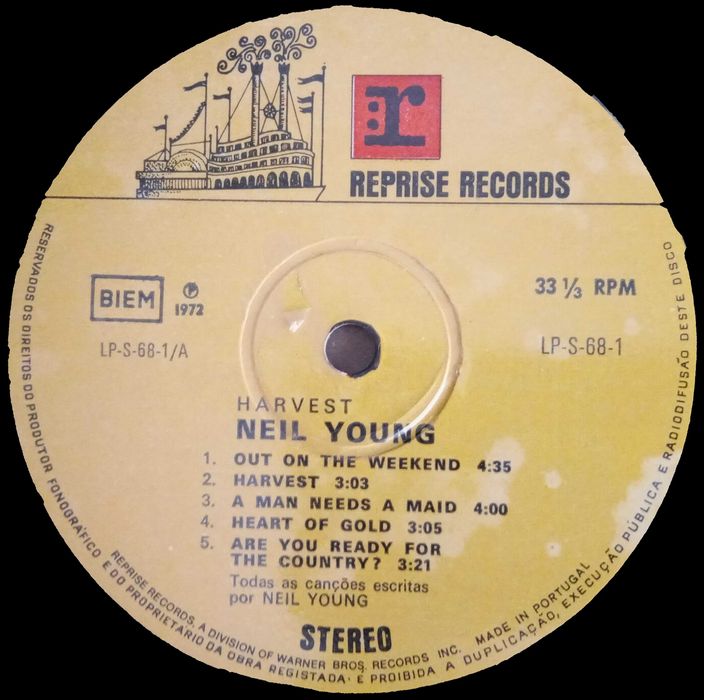 r
REPRISE RECORDS
BIEM
Ⓟ
1972
33 ⅓ RPM
LP-S-68-1/A
LP-S-68-1
HARVEST
NEIL YOUNG
1. OUT ON THE WEEKEND 4:35
2. HARVEST 3:03
3. A MAN NEEDS A MAID 4:00
4. HEART OF GOLD 3:05
5. ARE YOU READY FOR
THE COUNTRY? 3:21
Todas as canções escritas
por NEIL YOUNG
STEREO
REPRISE RECORDS, A DIVISION OF WARNER BROS. RECORDS INC. MADE IN PORTUGAL
RESERVADOS OS DIREITOS DO PRODUTOR FONOGRÁFICO E DO PROPRIETARIO DA OBRA REGISTADA· É PROIBIDA A DUPLICAÇÃO, EXECUÇÃO PÚBLICA E RADIODIFUSÃO DESTE DISCO